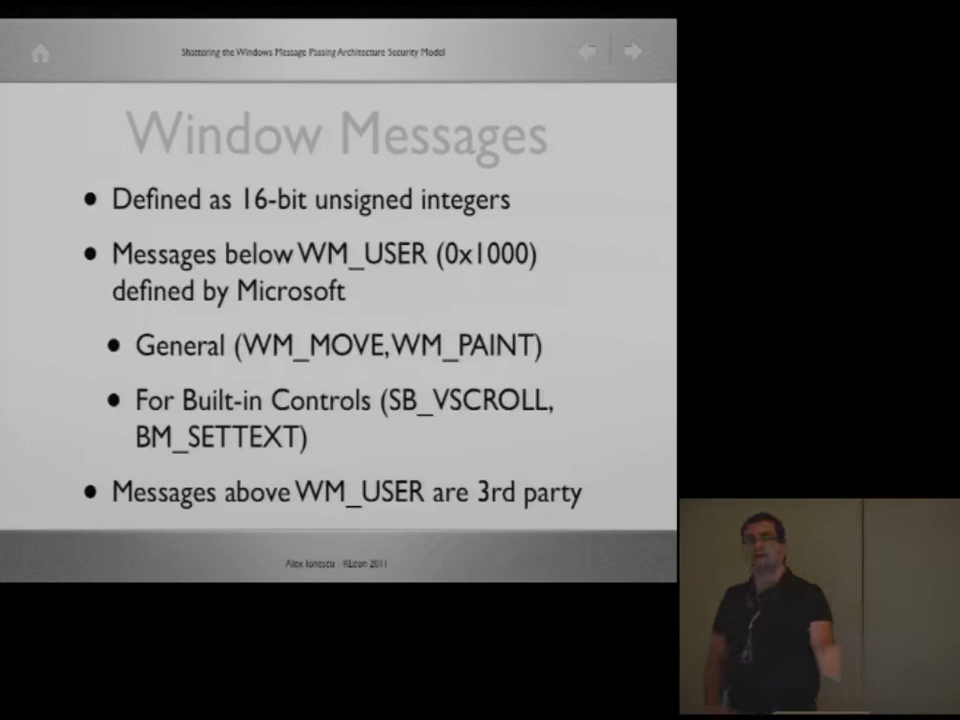 Shattering the Windows Message Passing Architecture Security Model
Window Messages
• Defined as 16-bit unsigned integers
• Messages below WM_USER (0x1000)
defined by Microsoft
• General (WM_MOVE, WM_PAINT)
• For Built-in Controls (SB_VSCROLL,
BM_SETTEXT)
• Messages above WM_USER are 3rd party
Alex Ionescu - REcon 2011